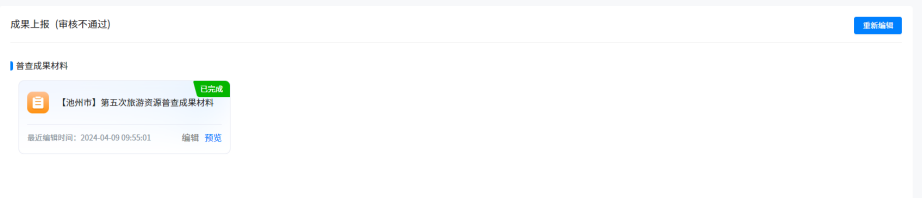 成果上报 (审核不通过)
重新编辑
普查成果材料
已完成
【池州市】第五次旅游资源普查成果材料
最近编辑时间：2024-04-09 09:55:01 编辑 预览